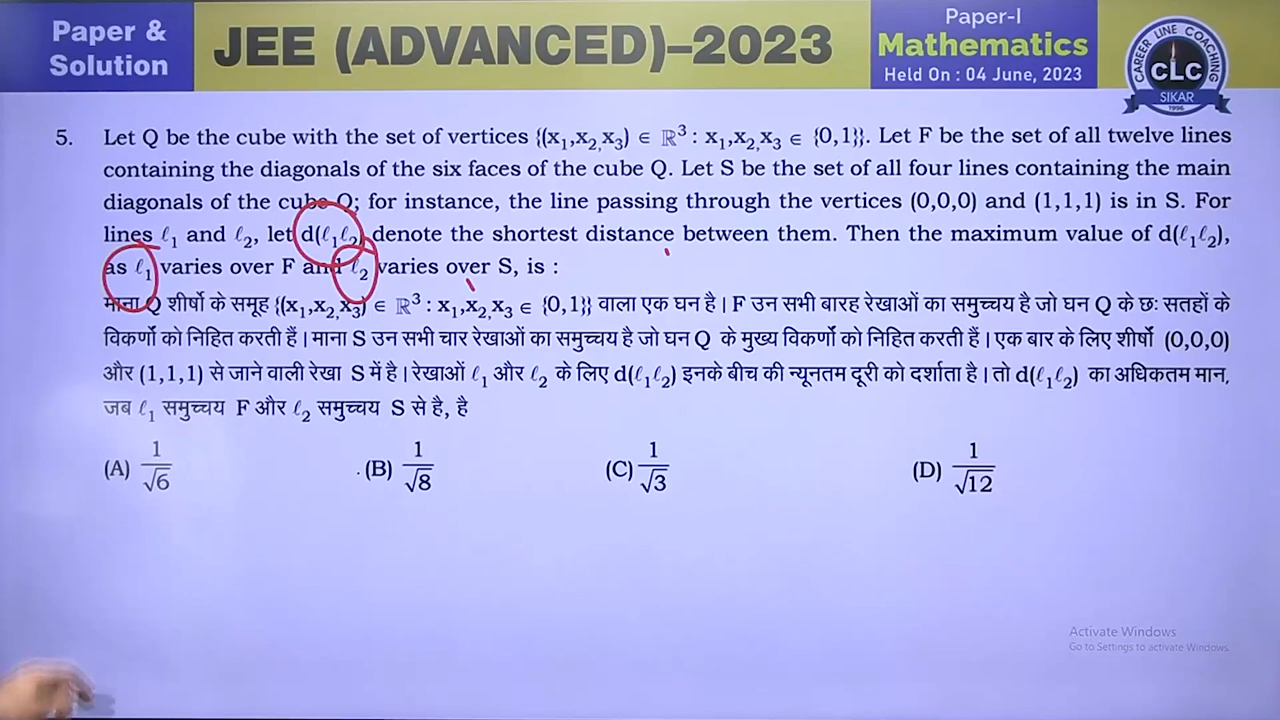 Paper &
Solution
JEE (ADVANCED)–2023
Paper-I
Mathematics
Held On : 04 June, 2023
CAREER LINE COACHING
CLC
SIKAR
1996
5. Let Q be the cube with the set of vertices {(x₁,x₂,x₃) ∈ ℝ³ : x₁,x₂,x₃ ∈ {0,1}}. Let F be the set of all twelve lines
containing the diagonals of the six faces of the cube Q. Let S be the set of all four lines containing the main
diagonals of the cube Q; for instance, the line passing through the vertices (0,0,0) and (1,1,1) is in S. For
lines ℓ₁ and ℓ₂, let d(ℓ₁ℓ₂) denote the shortest distance between them. Then the maximum value of d(ℓ₁ℓ₂),
as ℓ₁ varies over F and ℓ₂ varies over S, is :
माना Q शीर्षो के समूह {(x₁,x₂,x₃) ∈ ℝ³ : x₁,x₂,x₃ ∈ {0,1}} वाला एक घन है। F उन सभी बारह रेखाओं का समुच्चय है जो घन Q के छः सतहों के
विकर्णों को निहित करती हैं। माना S उन सभी चार रेखाओं का समुच्चय है जो घन Q के मुख्य विकर्णों को निहित करती हैं। एक बार के लिए शीर्षों (0,0,0)
और (1,1,1) से जाने वाली रेखा S में है। रेखाओं ℓ₁ और ℓ₂ के लिए d(ℓ₁ℓ₂) इनके बीच की न्यूनतम दूरी को दर्शाता है। तो d(ℓ₁ℓ₂) का अधिकतम मान,
जब ℓ₁ समुच्चय F और ℓ₂ समुच्चय S से है, है
(A) 1/√6 (B) 1/√8 (C) 1/√3 (D) 1/√12
Activate Windows
Go to Settings to activate Windows.